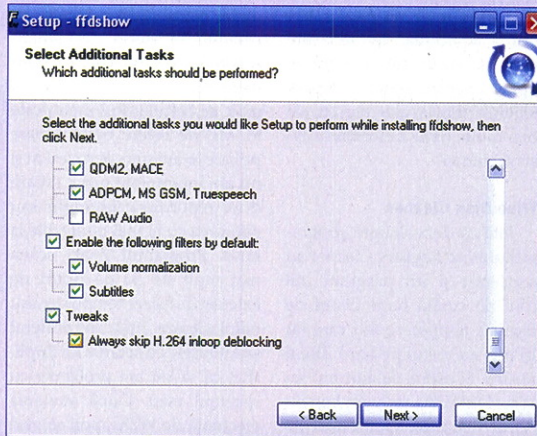 Setup - ffdshow
Select Additional Tasks
Which additional tasks should be performed?
Select the additional tasks you would like Setup to perform while installing ffdshow, then
click Next.
QDM2, MACE
ADPCM, MS GSM, Truespeech
RAW Audio
Enable the following filters by default:
Volume normalization
Subtitles
Tweaks
Always skip H.264 inloop deblocking
< Back
Next >
Cancel